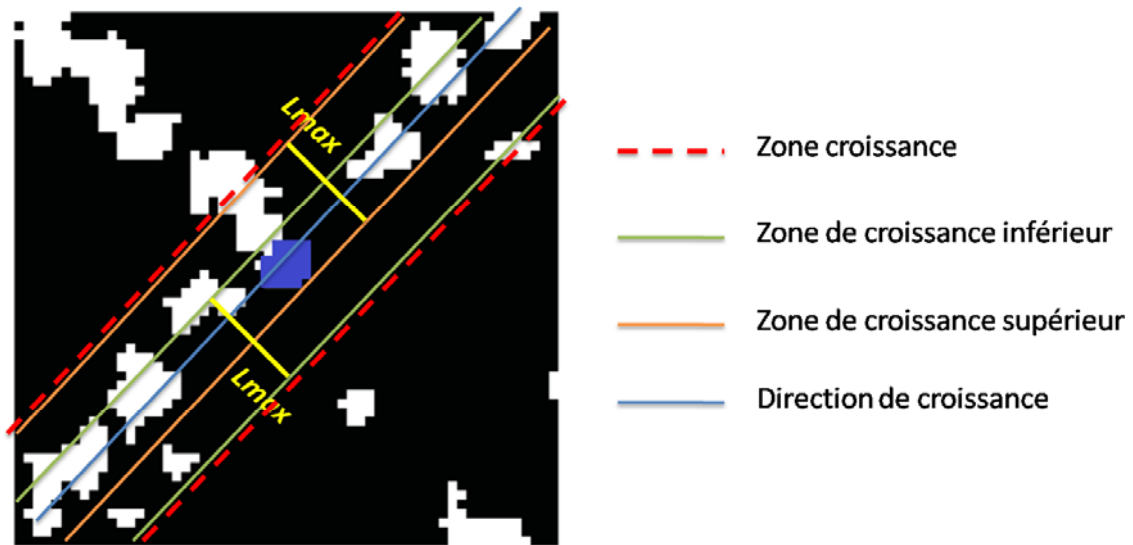 Lmax
Lmax
Zone croissance
Zone de croissance inférieur
Zone de croissance supérieur
Direction de croissance